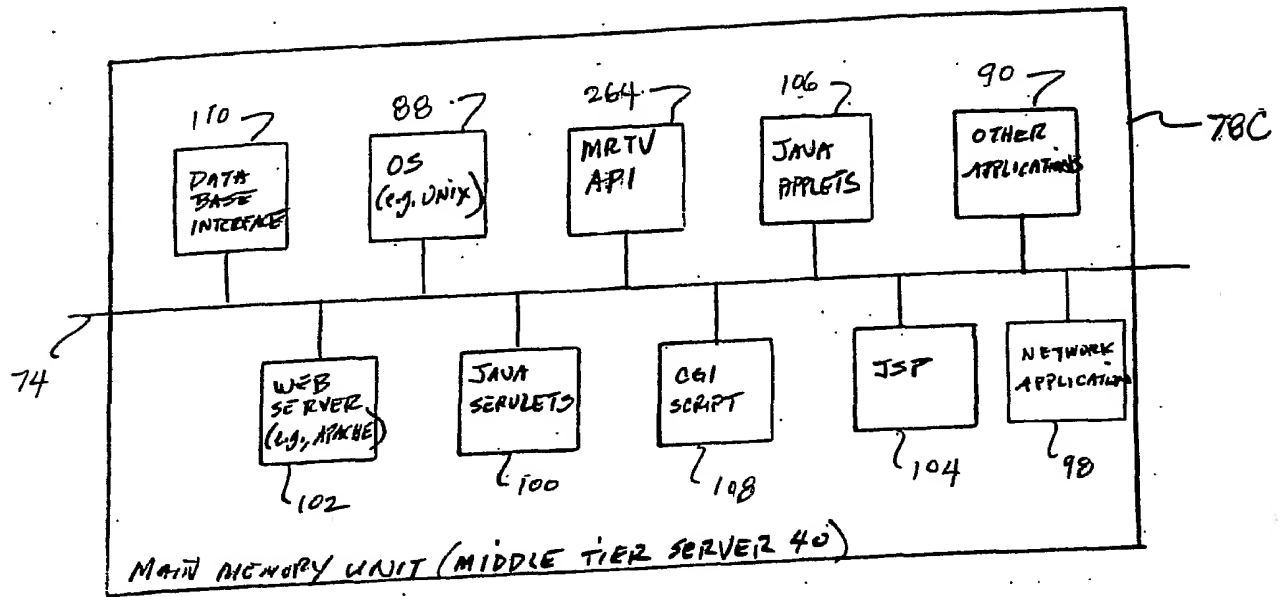 110
88
264
106
90
78C
DATA
BASE
INTERFACE
OS
(e.g. UNIX)
MRTV
API
JAVA
APPLETS
OTHER
APPLICATIONS
74
WEB
SERVER
(e.g., APACHE)
JAVA
SERVLETS
CGI
SCRIPT
JSP
NETWORK
APPLICATION
102
100
108
104
98
MAIN MEMORY UNIT (MIDDLE TIER SERVER 40)